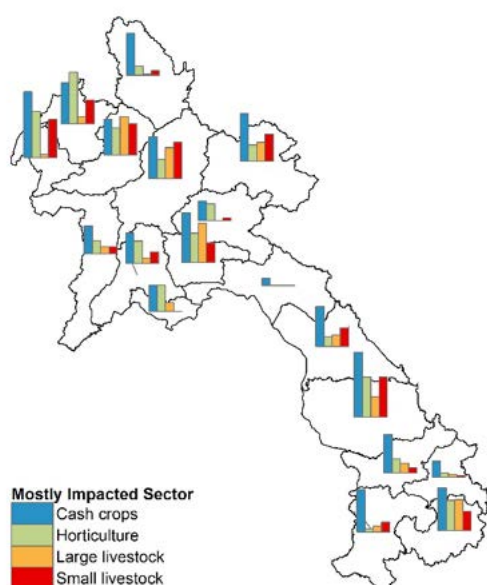 Mostly Impacted Sector
Cash crops
Horticulture
Large livestock
Small livestock